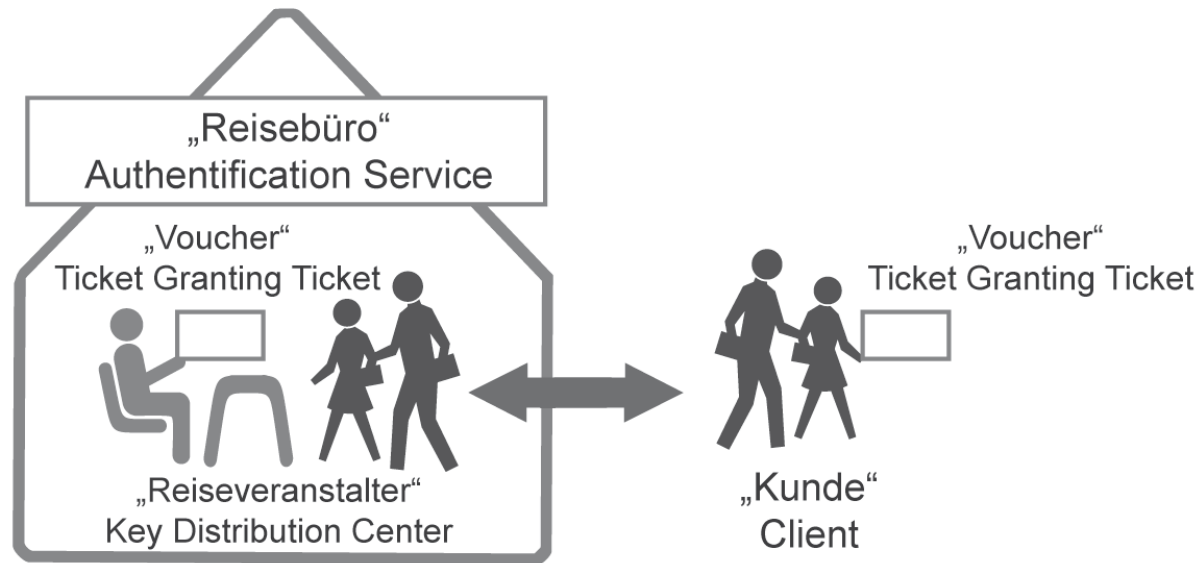 „Reisebüro“
Authentification Service
„Voucher“
Ticket Granting Ticket
„Reiseveranstalter“
Key Distribution Center
„Voucher“
Ticket Granting Ticket
„Kunde“
Client